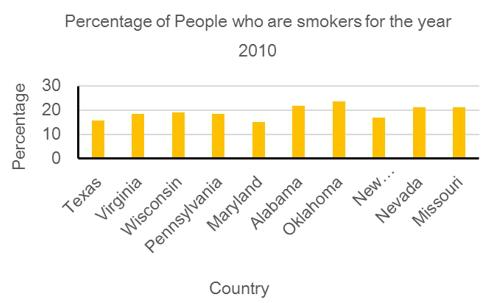 Percentage of People who are smokers for the year
2010
Percentage
30
20
10
0
Texas
Virginia
Wisconsin
Pennsylvania
Maryland
Alabama
Oklahoma
New…
Nevada
Missouri
Country